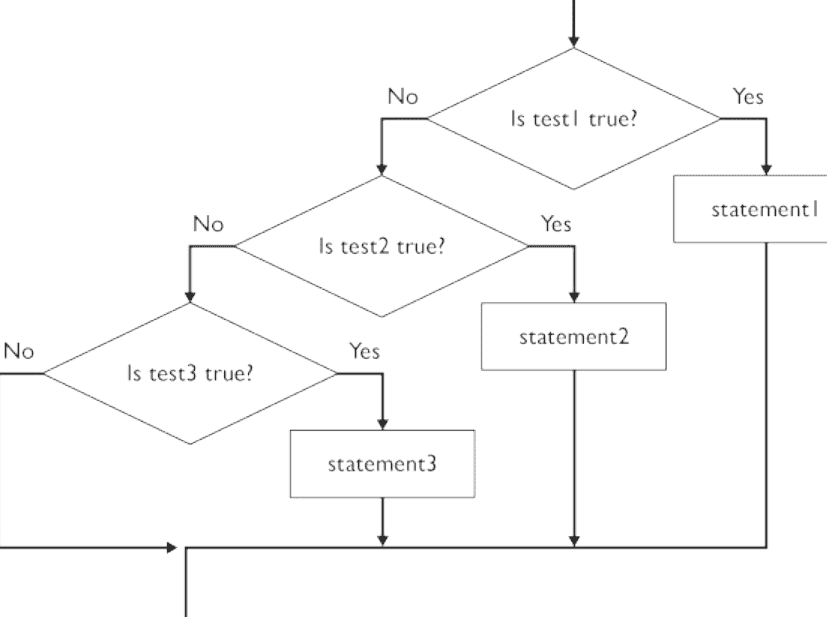 No
Yes
Is test1 true?
statement1
No
Yes
Is test2 true?
statement2
No
Yes
Is test3 true?
statement3